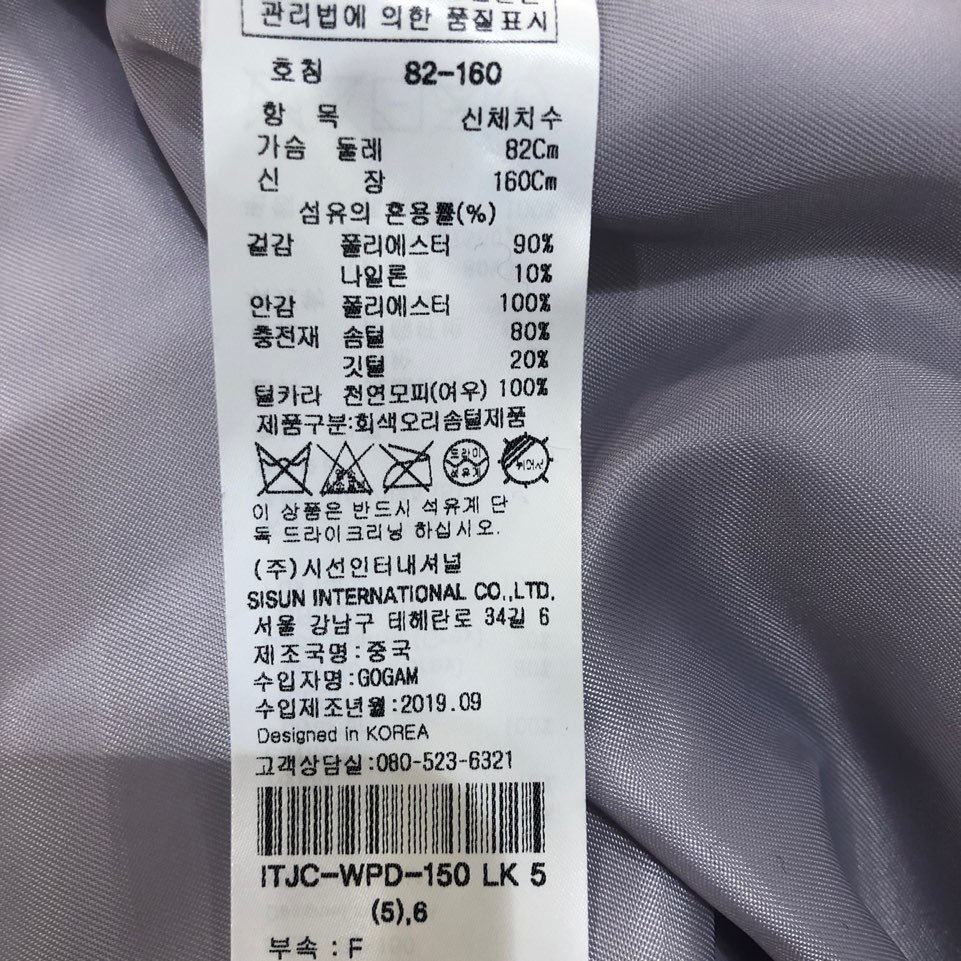 관리법에 의한 품질표시
호칭 82-160
항 목 신체치수
가슴 둘레 82Cm
신 장 160Cm
섬유의 혼용률(%)
겉감 폴리에스터 90%
나일론 10%
안감 폴리에스터 100%
충전재 솜털 80%
깃털 20%
털카라 천연모피(여우) 100%
제품구분:회색오리솜털제품
드라이
석유계
뉘어서
이 상품은 반드시 석유계 단
독 드라이크리닝 하십시오.
(주)시선인터내셔널
SISUN INTERNATIONAL CO.,LTD.
서울 강남구 테헤란로 34길 6
제조국명:중국
수입자명:GOGAM
수입제조년월:2019.09
Designed in KOREA
고객상담실:080-523-6321
ITJC-WPD-150 LK 5
(5),6
부속:F